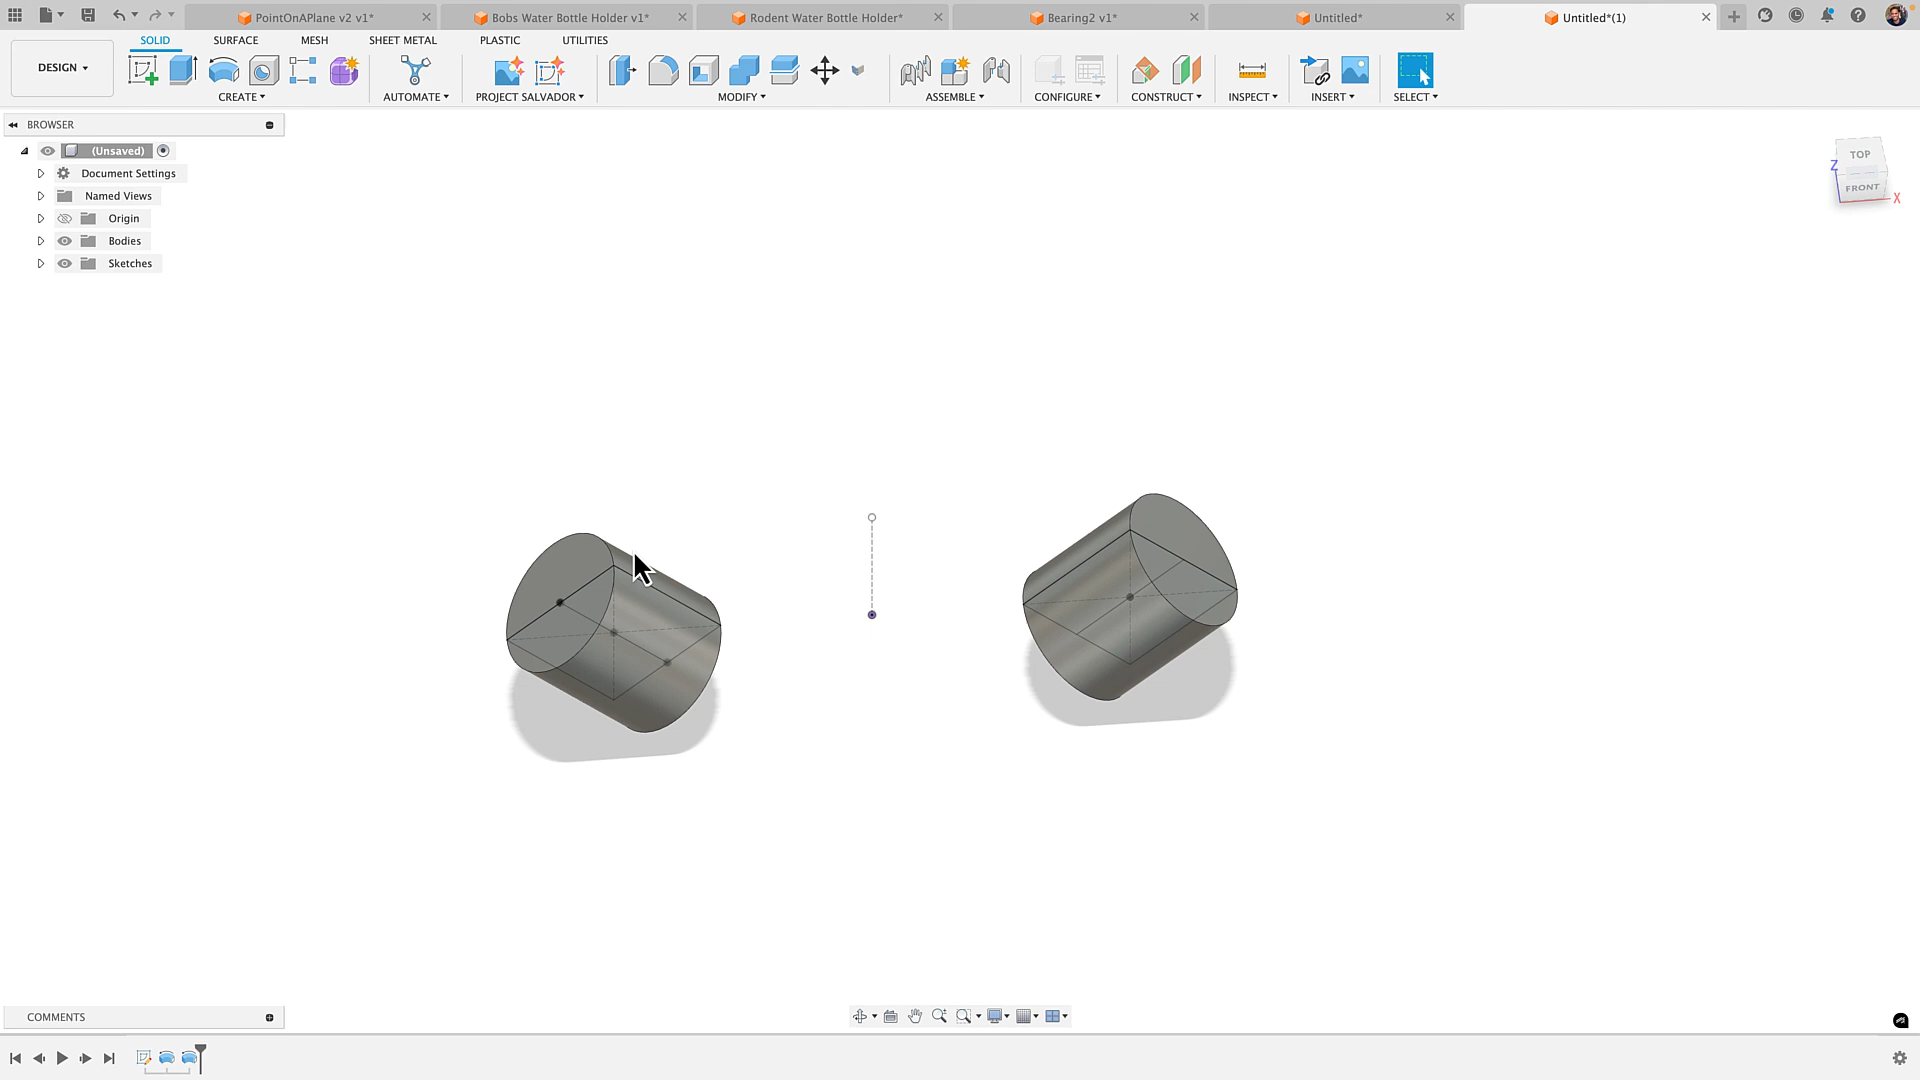 PointOnAPlane v2 v1*
Bobs Water Bottle Holder v1*
Rodent Water Bottle Holder*
Bearing2 v1*
Untitled*
Untitled*(1)
SOLID
SURFACE
MESH
SHEET METAL
PLASTIC
UTILITIES
DESIGN
CREATE
AUTOMATE
PROJECT SALVADOR
MODIFY
ASSEMBLE
CONFIGURE
CONSTRUCT
INSPECT
INSERT
SELECT
BROWSER
(Unsaved)
Document Settings
Named Views
Origin
Bodies
Sketches
TOP
Z
FRONT
X
COMMENTS